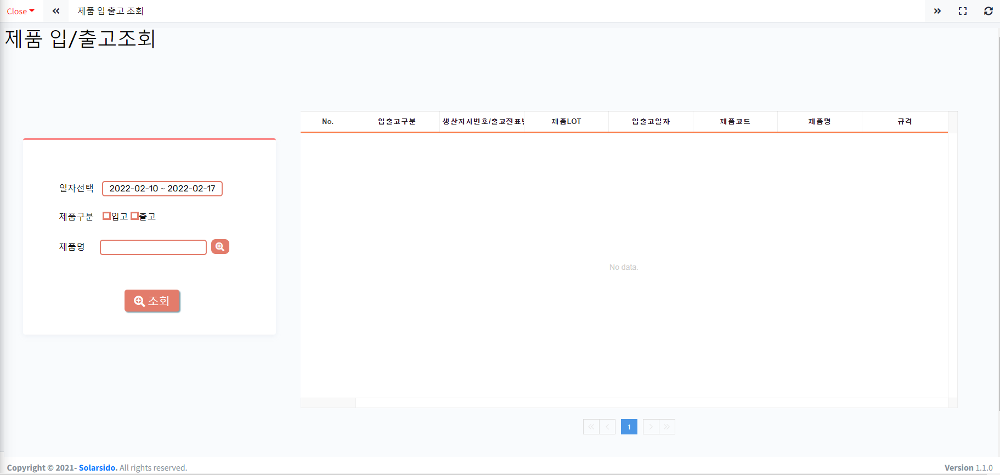 Close
제품 입 출고 조회
제품 입/출고조회
일자선택 2022-02-10 ~ 2022-02-17
제품구분 입고 출고
제품명
조회
No. 입출고구분 생산지시번호/출고전표 제품LOT 입출고일자 제품코드 제품명 규격
No data.
1
Copyright © 2021- Solarsido. All rights reserved.
Version 1.1.0